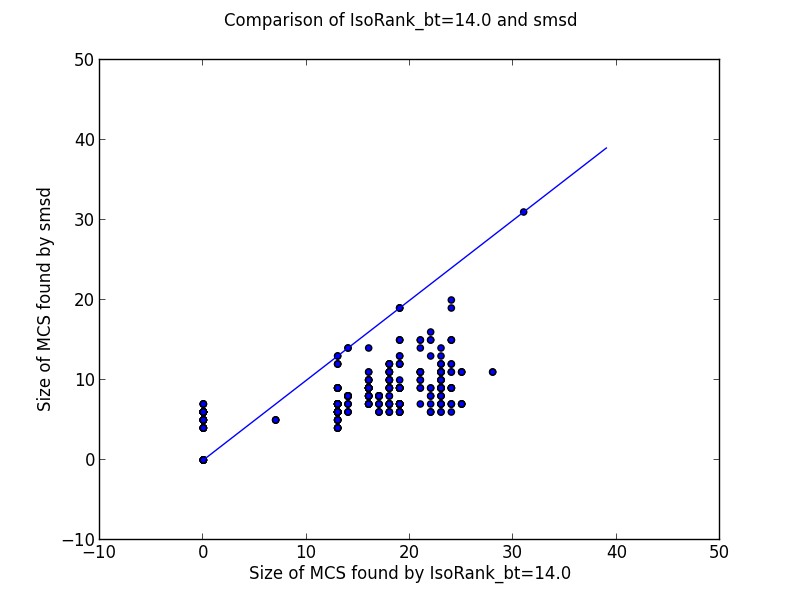 Comparison of IsoRank_bt=14.0 and smsd
50
40
30
20
10
0
−10
Size of MCS found by smsd
−10 0 10 20 30 40 50
Size of MCS found by IsoRank_bt=14.0